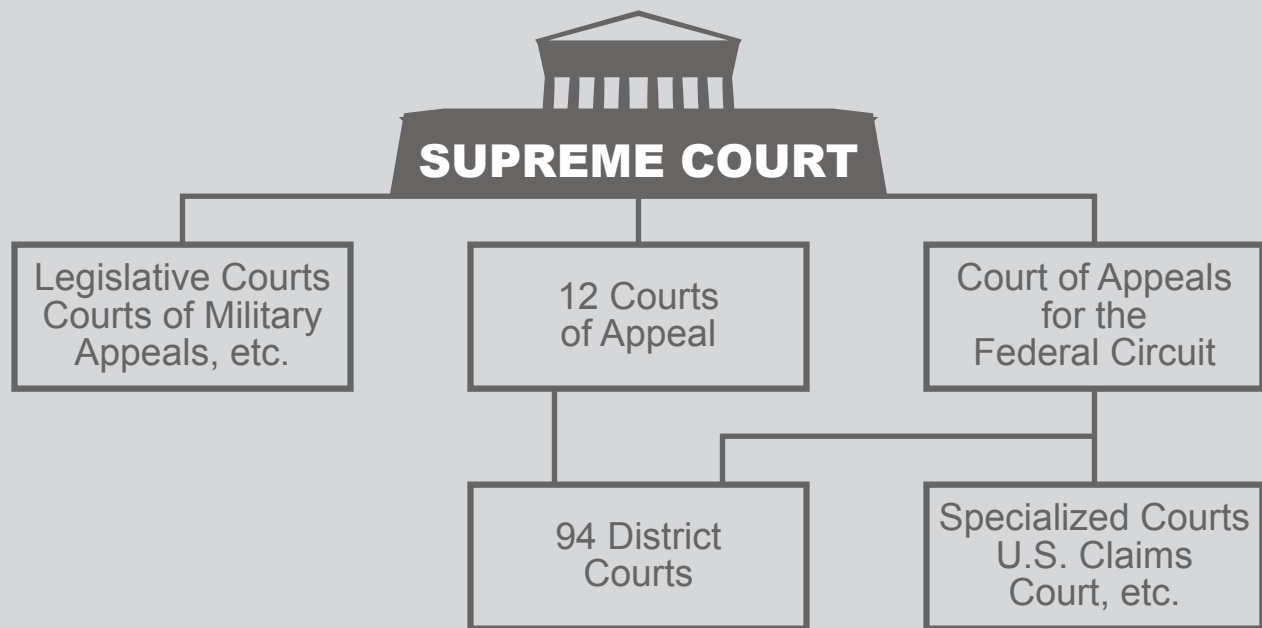 SUPREME COURT
Legislative Courts
Courts of Military
Appeals, etc.
12 Courts
of Appeal
Court of Appeals
for the
Federal Circuit
94 District
Courts
Specialized Courts
U.S. Claims
Court, etc.